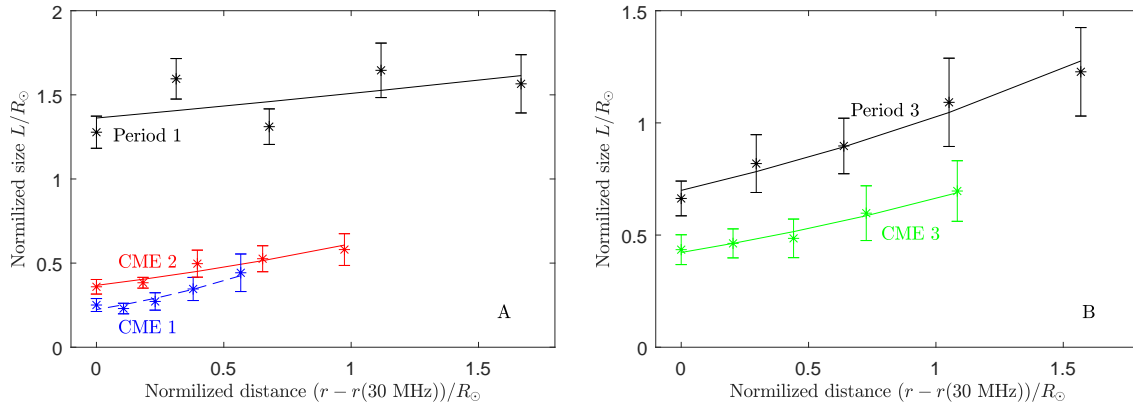 2
1.5
1
0.5
0
Normilized size L/R⊙
Period 1
CME 2
CME 1
A
0 0.5 1 1.5
Normilized distance (r − r(30 MHz))/R⊙
1.5
1
0.5
0
Normilized size L/R⊙
Period 3
CME 3
B
0 0.5 1 1.5
Normilized distance (r − r(30 MHz))/R⊙